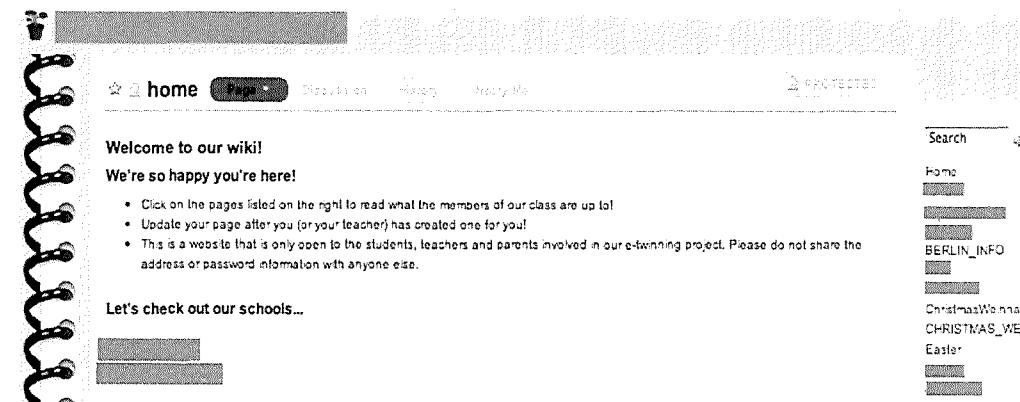 home Page
Welcome to our wiki!
We're so happy you're here!
• Click on the pages listed on the right to read what the members of our class are up to!
• Update your page after you (or your teacher) has created one for you!
• This is a website that is only open to the students, teachers and parents involved in our e-twinning project. Please do not share the
address or password information with anyone else.
Let's check out our schools...
Search
Home
BERLIN_INFO
CHRISTMAS_WE
Easter